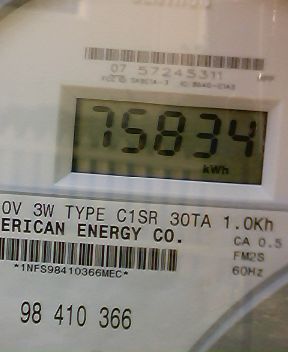 07 57245311
75834
kWh
0V 3W TYPE C1SR 30TA 1.0Kh
ERICAN ENERGY CO.
CA 0.5
FM2S
*1NFS98410366MEC*
60Hz
98 410 366